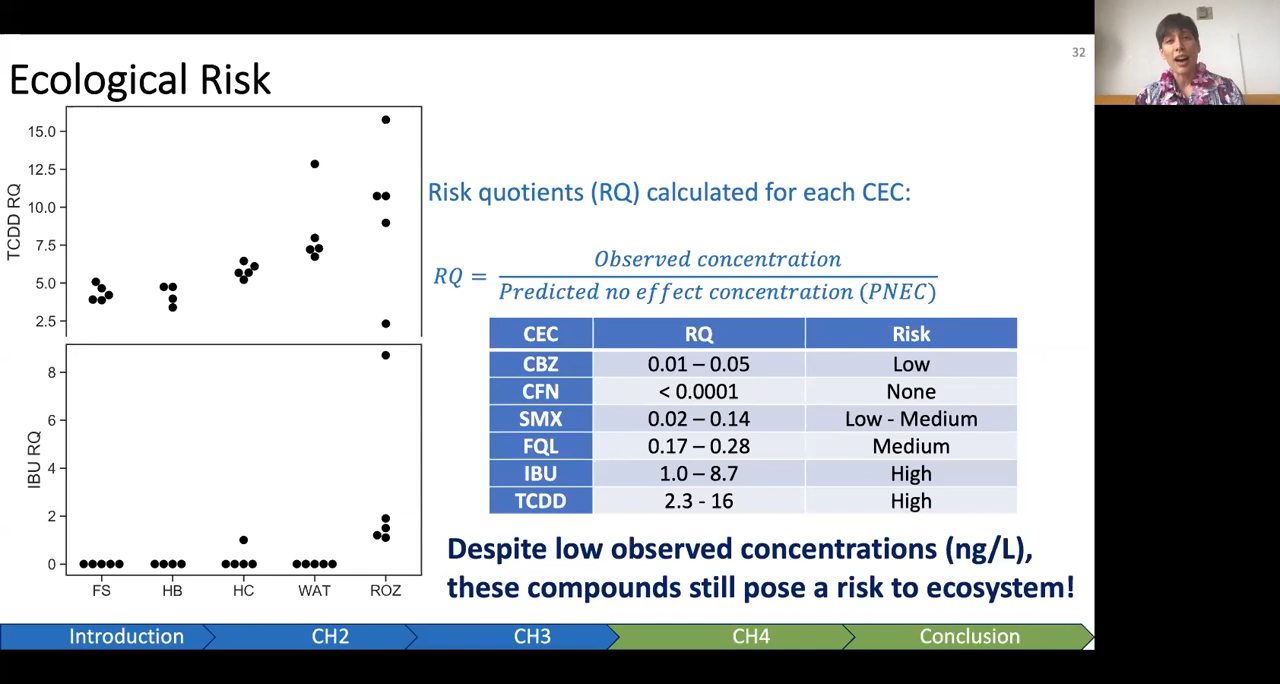 32
Ecological Risk
TCDD RQ
15.0
12.5
10.0
7.5
5.0
2.5
IBU RQ
8
6
4
2
0
FS HB HC WAT ROZ
Risk quotients (RQ) calculated for each CEC:
RQ = Observed concentration / Predicted no effect concentration (PNEC)
CEC RQ Risk
CBZ 0.01 – 0.05 Low
CFN < 0.0001 None
SMX 0.02 – 0.14 Low - Medium
FQL 0.17 – 0.28 Medium
IBU 1.0 – 8.7 High
TCDD 2.3 - 16 High
Despite low observed concentrations (ng/L),
these compounds still pose a risk to ecosystem!
Introduction CH2 CH3 CH4 Conclusion